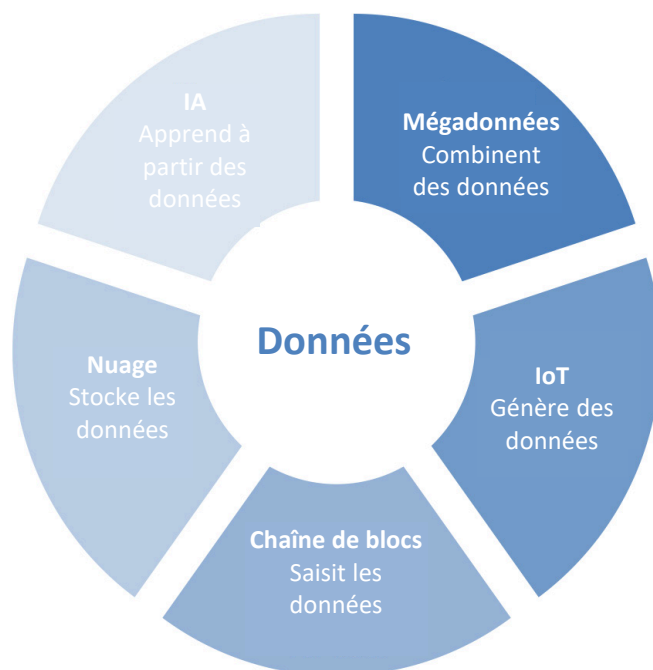 IA
Apprend à
partir des
données
Mégadonnées
Combinent
des données
Données
Nuage
Stocke les
données
IoT
Génère des
données
Chaîne de blocs
Saisit les
données